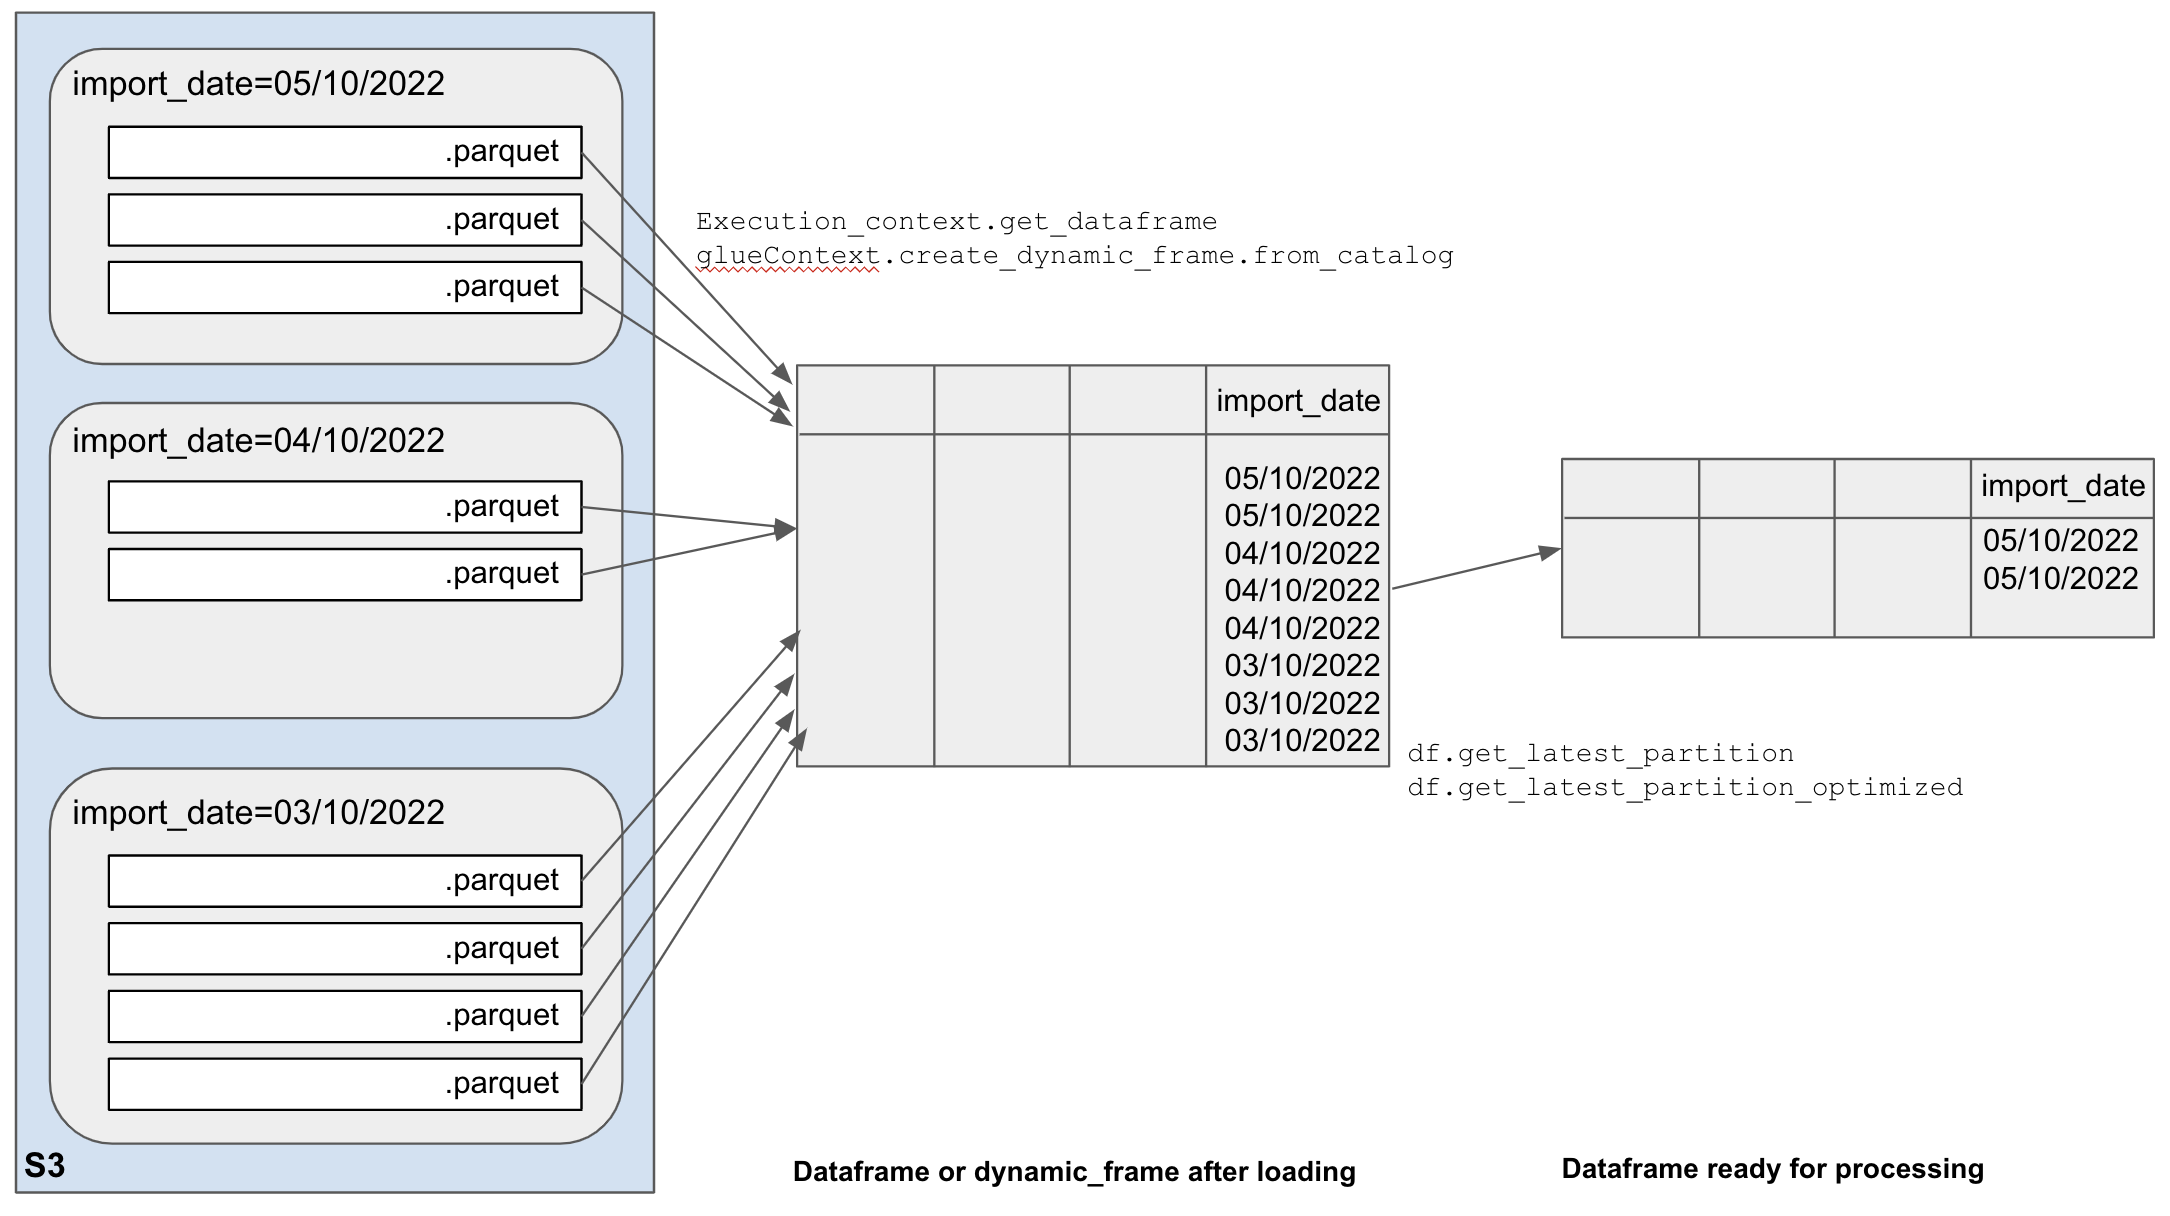 import_date=05/10/2022
.parquet
.parquet
.parquet
import_date=04/10/2022
.parquet
.parquet
import_date=03/10/2022
.parquet
.parquet
.parquet
.parquet
S3
Execution_context.get_dataframe
glueContext.create_dynamic_frame.from_catalog
import_date
05/10/2022
05/10/2022
04/10/2022
04/10/2022
04/10/2022
03/10/2022
03/10/2022
03/10/2022
Dataframe or dynamic_frame after loading
df.get_latest_partition
df.get_latest_partition_optimized
import_date
05/10/2022
05/10/2022
Dataframe ready for processing